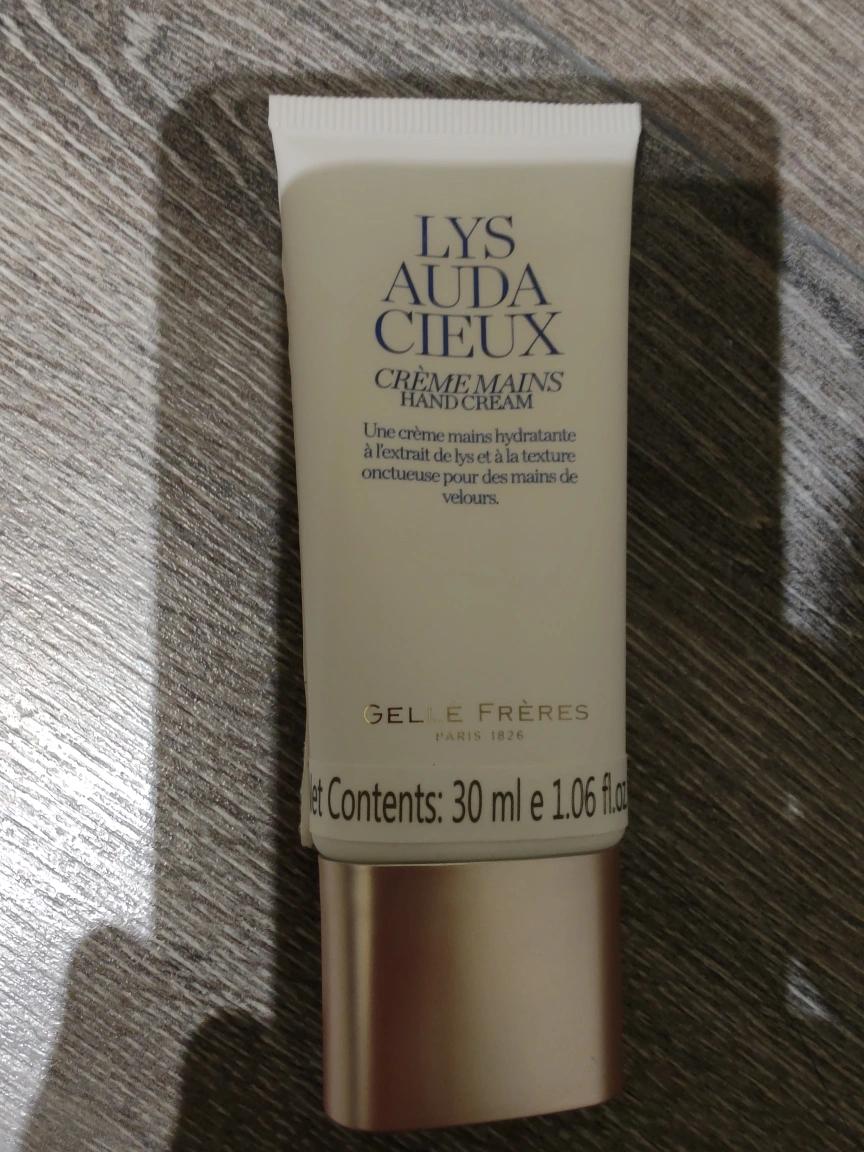 LYS
AUDA
CIEUX
CRÈME MAINS
HAND CREAM
Une crème mains hydratante
à l'extrait de lys et à la texture
onctueuse pour des mains de
velours.
GELLÉ FRÈRES
PARIS 1826
Contents: 30 ml e 1.06 fl.oz